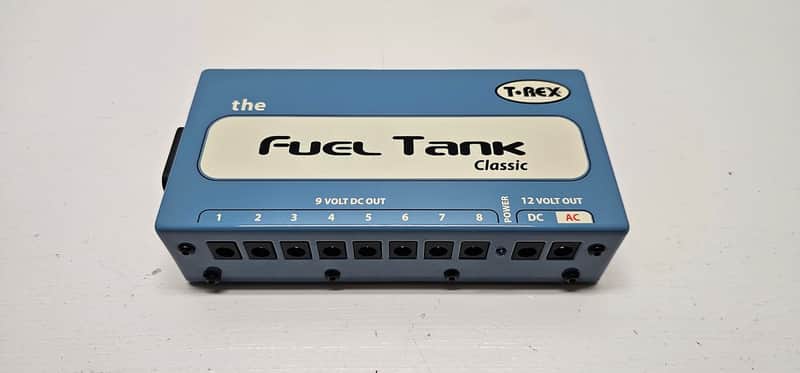 T-REX
the
Fuel Tank
Classic
9 VOLT DC OUT
1 2 3 4 5 6 7 8
POWER
12 VOLT OUT
DC AC